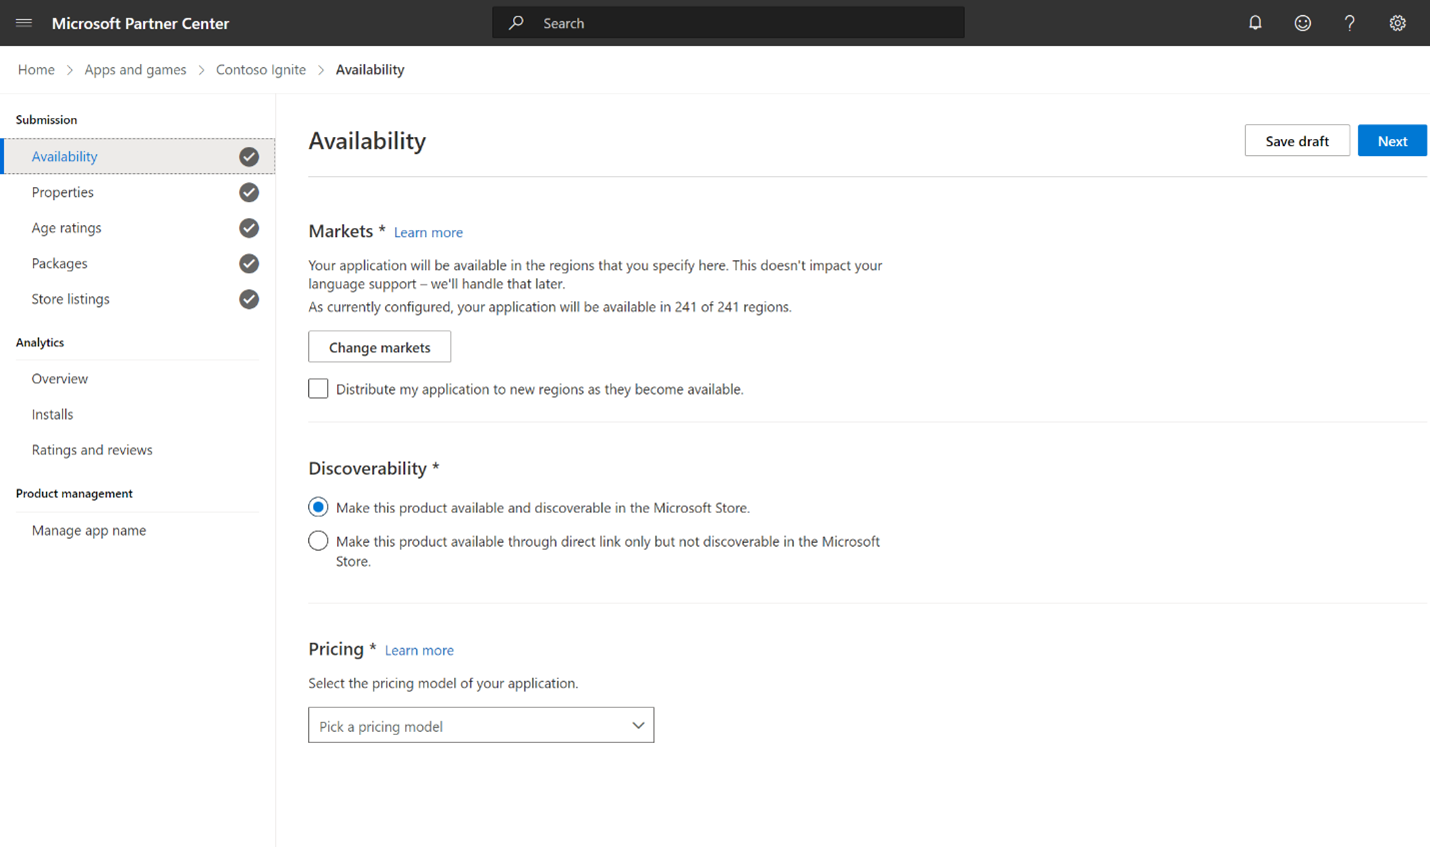 Microsoft Partner Center
Search
Home > Apps and games > Contoso Ignite > Availability
Submission
Availability
Properties
Age ratings
Packages
Store listings
Analytics
Overview
Installs
Ratings and reviews
Product management
Manage app name
Availability
Save draft
Next
Markets * Learn more
Your application will be available in the regions that you specify here. This doesn't impact your
language support – we'll handle that later.
As currently configured, your application will be available in 241 of 241 regions.
Change markets
Distribute my application to new regions as they become available.
Discoverability *
Make this product available and discoverable in the Microsoft Store.
Make this product available through direct link only but not discoverable in the Microsoft
Store.
Pricing * Learn more
Select the pricing model of your application.
Pick a pricing model